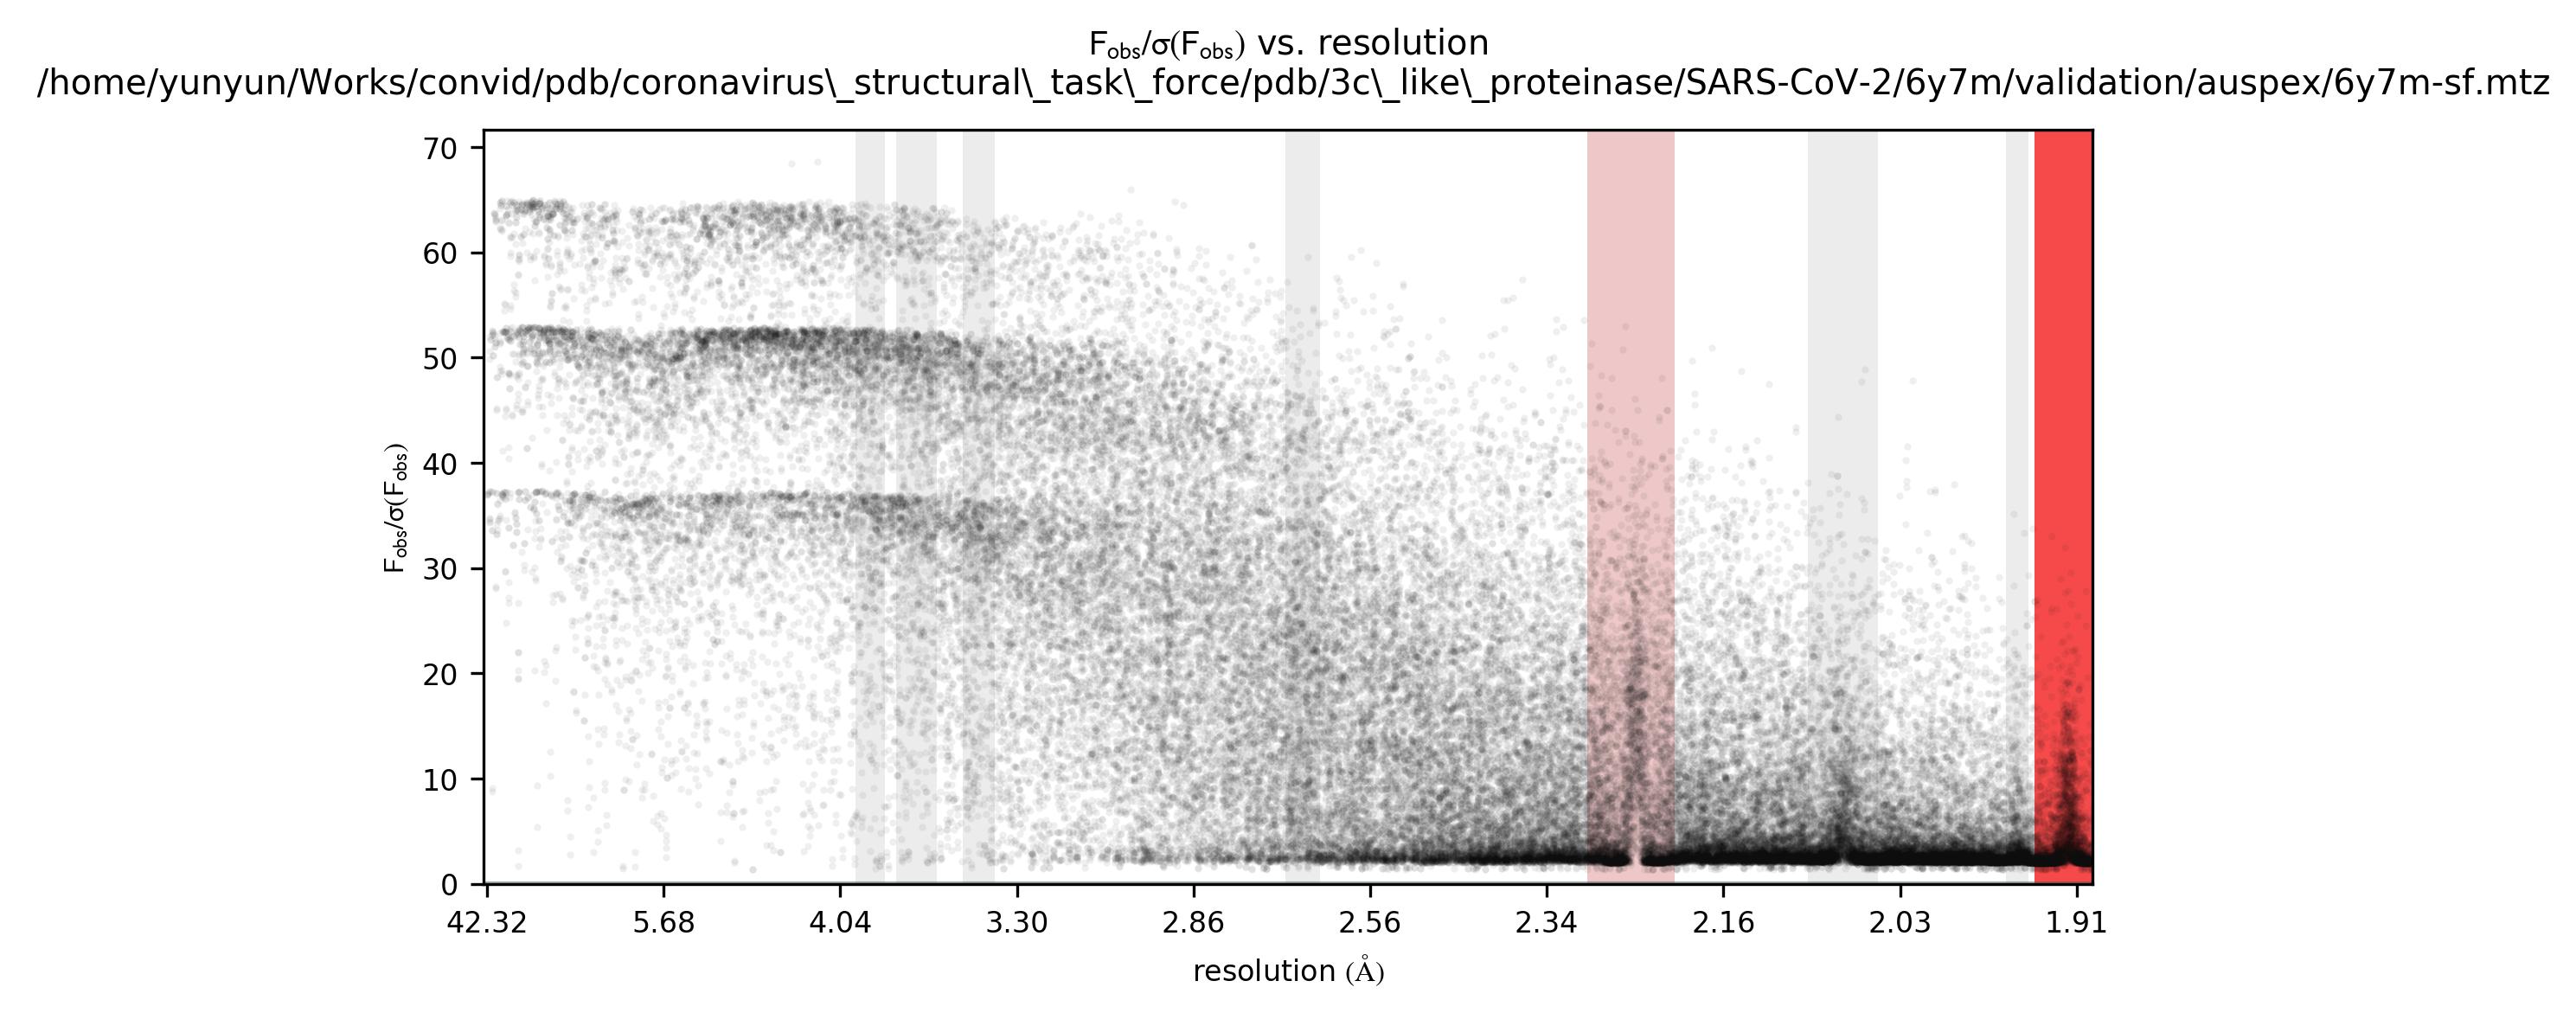 Fobs/σ(Fobs) vs. resolution
/home/yunyun/Works/convid/pdb/coronavirus\_structural\_task\_force/pdb/3c\_like\_proteinase/SARS-CoV-2/6y7m/validation/auspex/6y7m-sf.mtz
Fobs/σ(Fobs)
70
60
50
40
30
20
10
0
42.32 5.68 4.04 3.30 2.86 2.56 2.34 2.16 2.03 1.91
resolution (Å)